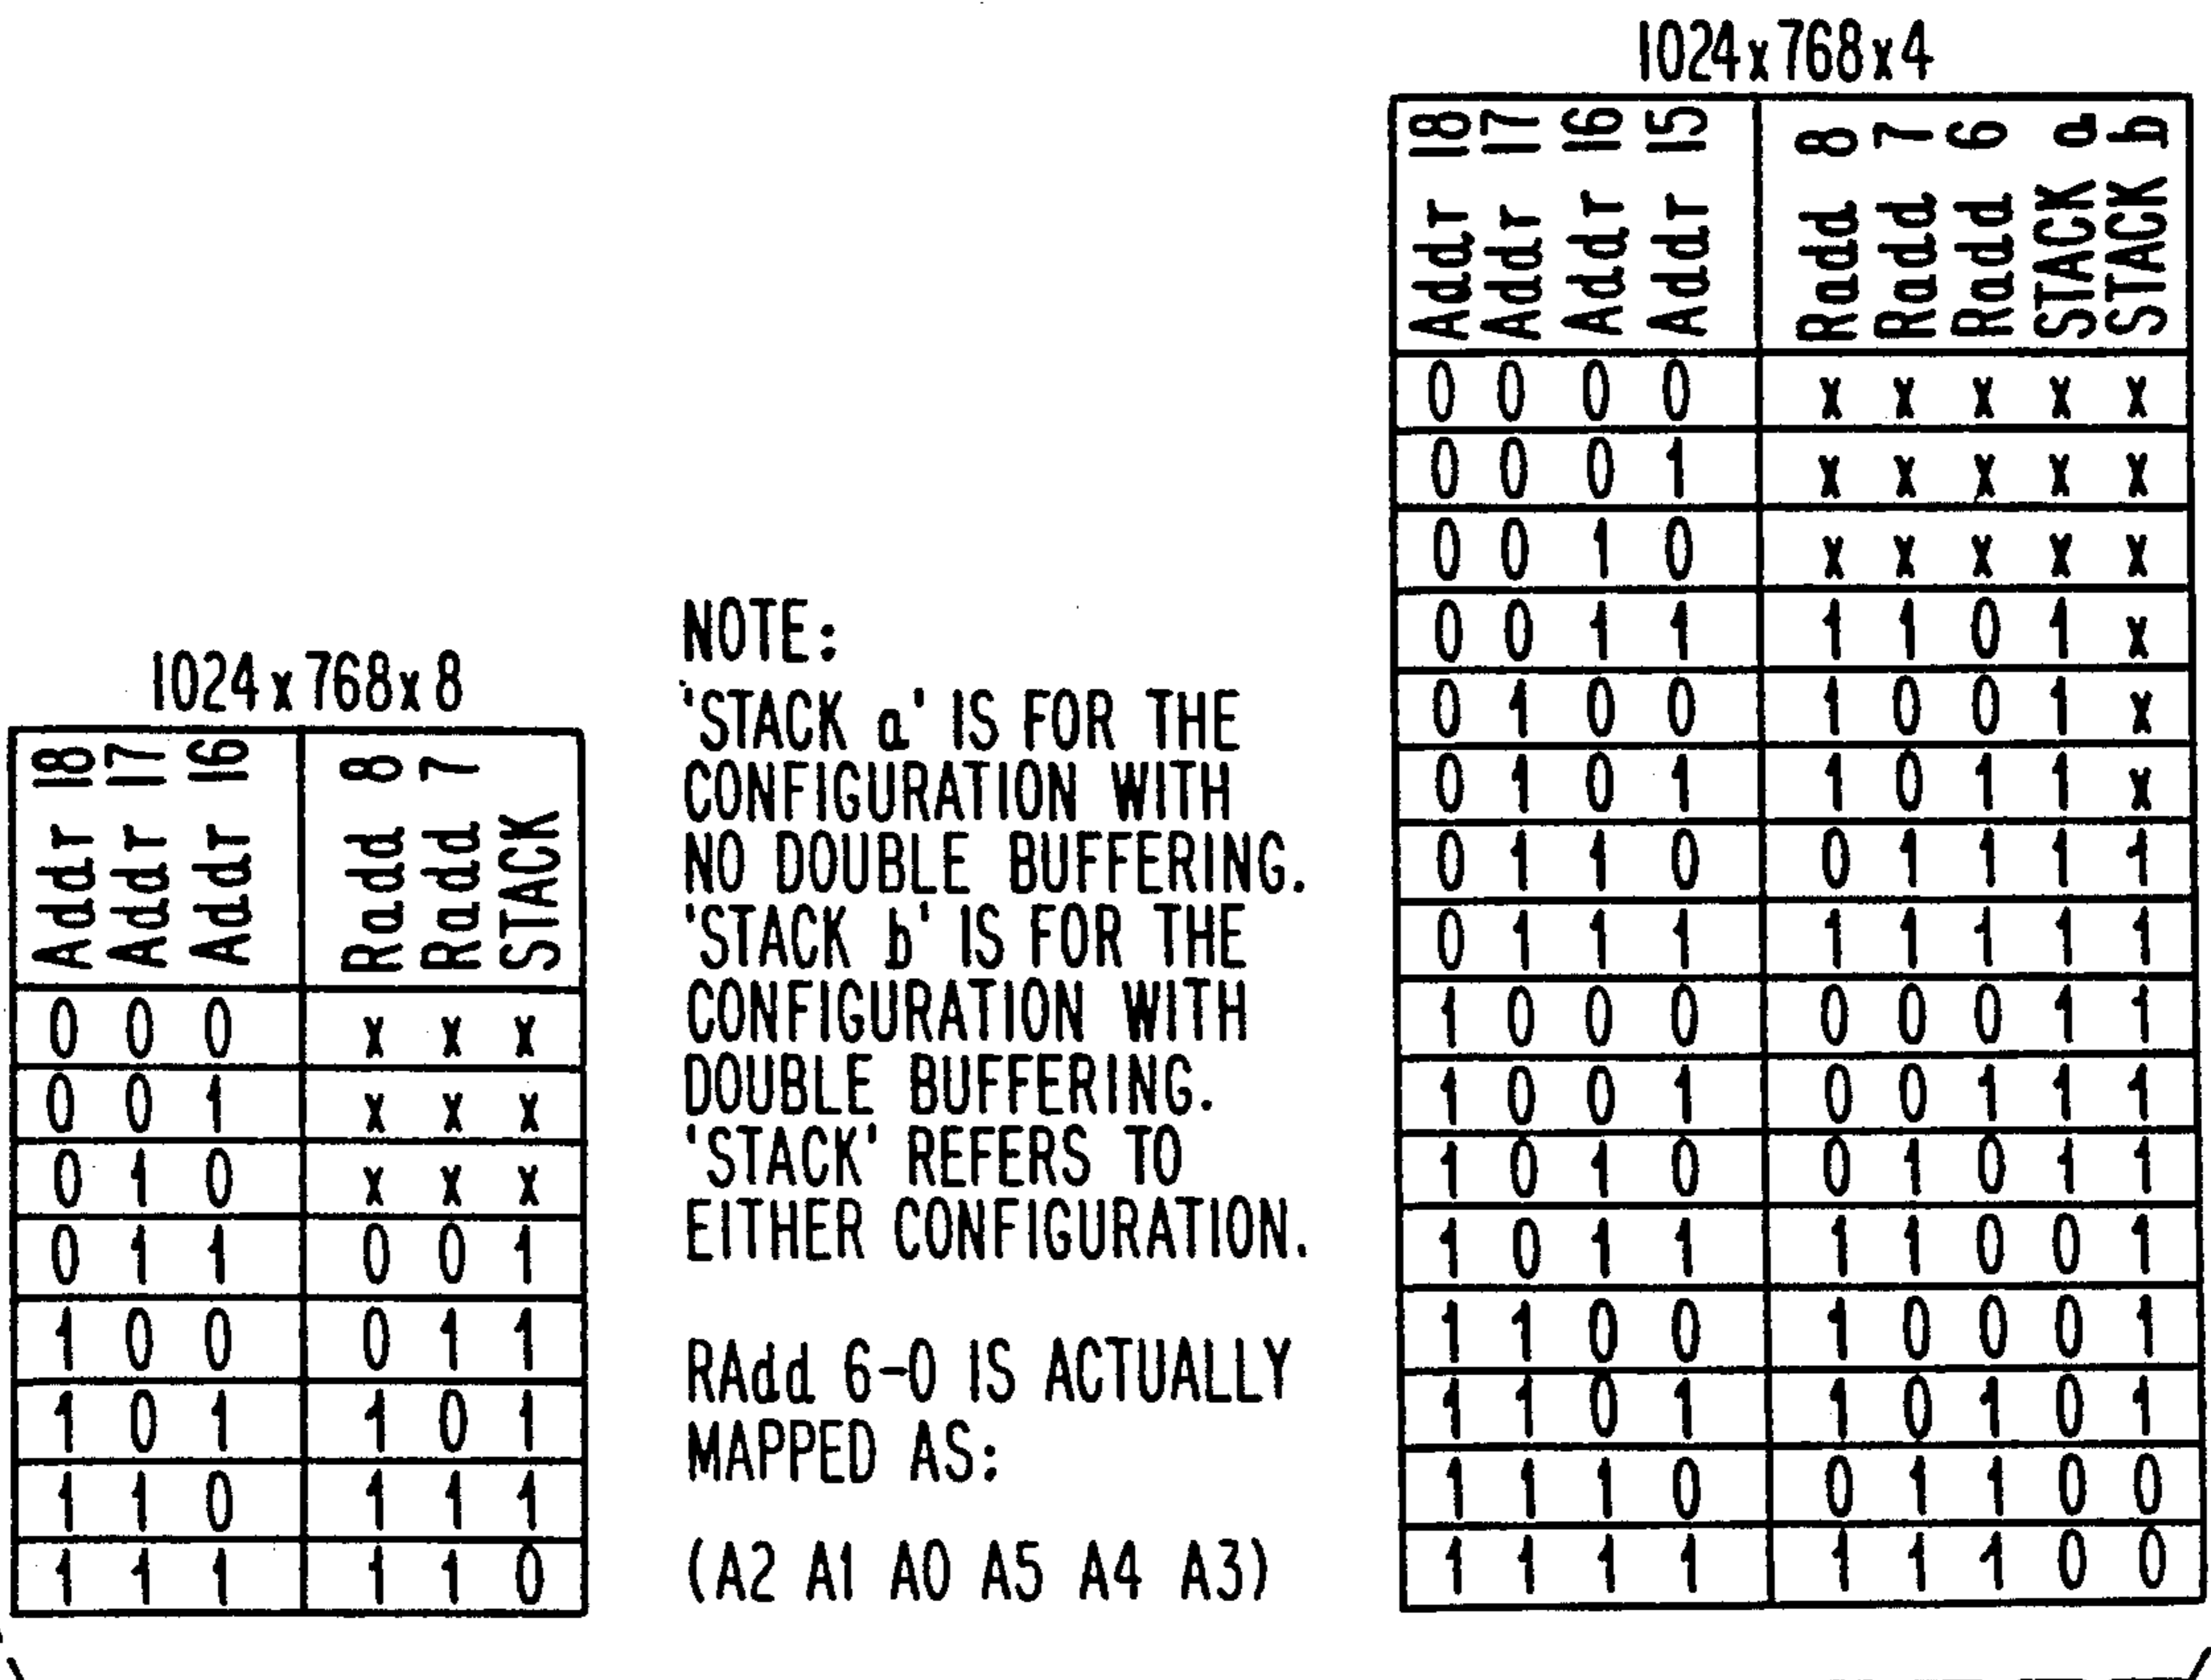 1024x768x8
Addr 18 Addr 17 Addr 16 Radd 8 Radd 7 STACK
0 0 0 x x x
0 0 1 x x x
0 1 0 x x x
0 1 1 0 0 1
1 0 0 0 1 1
1 0 1 1 0 1
1 1 0 1 1 1
1 1 1 1 1 0
NOTE:
'STACK a' IS FOR THE
CONFIGURATION WITH
NO DOUBLE BUFFERING.
'STACK b' IS FOR THE
CONFIGURATION WITH
DOUBLE BUFFERING.
'STACK' REFERS TO
EITHER CONFIGURATION.
RAdd 6-0 IS ACTUALLY
MAPPED AS:
(A2 A1 A0 A5 A4 A3)
1024x768x4
Addr 18 Addr 17 Addr 16 Addr 15 Radd 8 Radd 7 Radd 6 STACK a STACK b
0 0 0 0 x x x x x
0 0 0 1 x x x x x
0 0 1 0 x x x x x
0 0 1 1 1 1 0 1 x
0 1 0 0 1 0 0 1 x
0 1 0 1 1 0 1 1 x
0 1 1 0 0 1 1 1 1
0 1 1 1 1 1 1 1 1
1 0 0 0 0 0 0 1 1
1 0 0 1 0 0 1 1 1
1 0 1 0 0 1 0 1 1
1 0 1 1 1 1 0 0 1
1 1 0 0 1 0 0 0 1
1 1 0 1 1 0 1 0 1
1 1 1 0 0 1 1 0 0
1 1 1 1 1 1 1 0 0